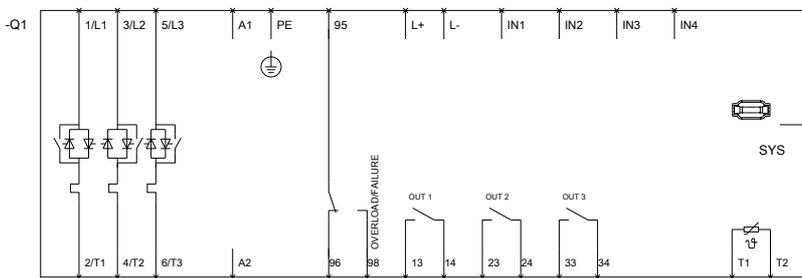 -Q1
1/L1 3/L2 5/L3 A1 PE 95 L+ L- IN1 IN2 IN3 IN4
SYS
OVERLOAD/FAILURE
OUT 1 OUT 2 OUT 3
ϑ
2/T1 4/T2 6/T3 A2 96 98 13 14 23 24 33 34 T1 T2